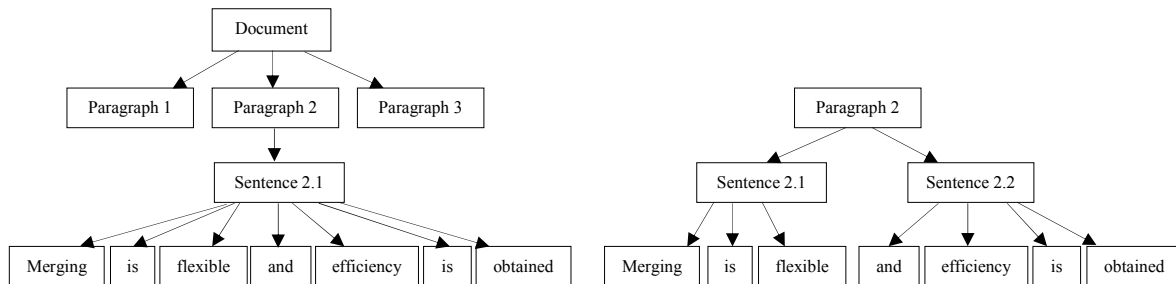 Document
Paragraph 1 Paragraph 2 Paragraph 3
Sentence 2.1
Merging is flexible and efficiency is obtained
Paragraph 2
Sentence 2.1 Sentence 2.2
Merging is flexible and efficiency is obtained